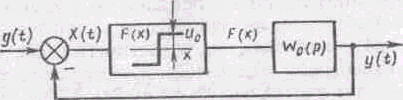 g(t) X(t) F(x) U₀ x F(x) W₀(p) y(t)
−